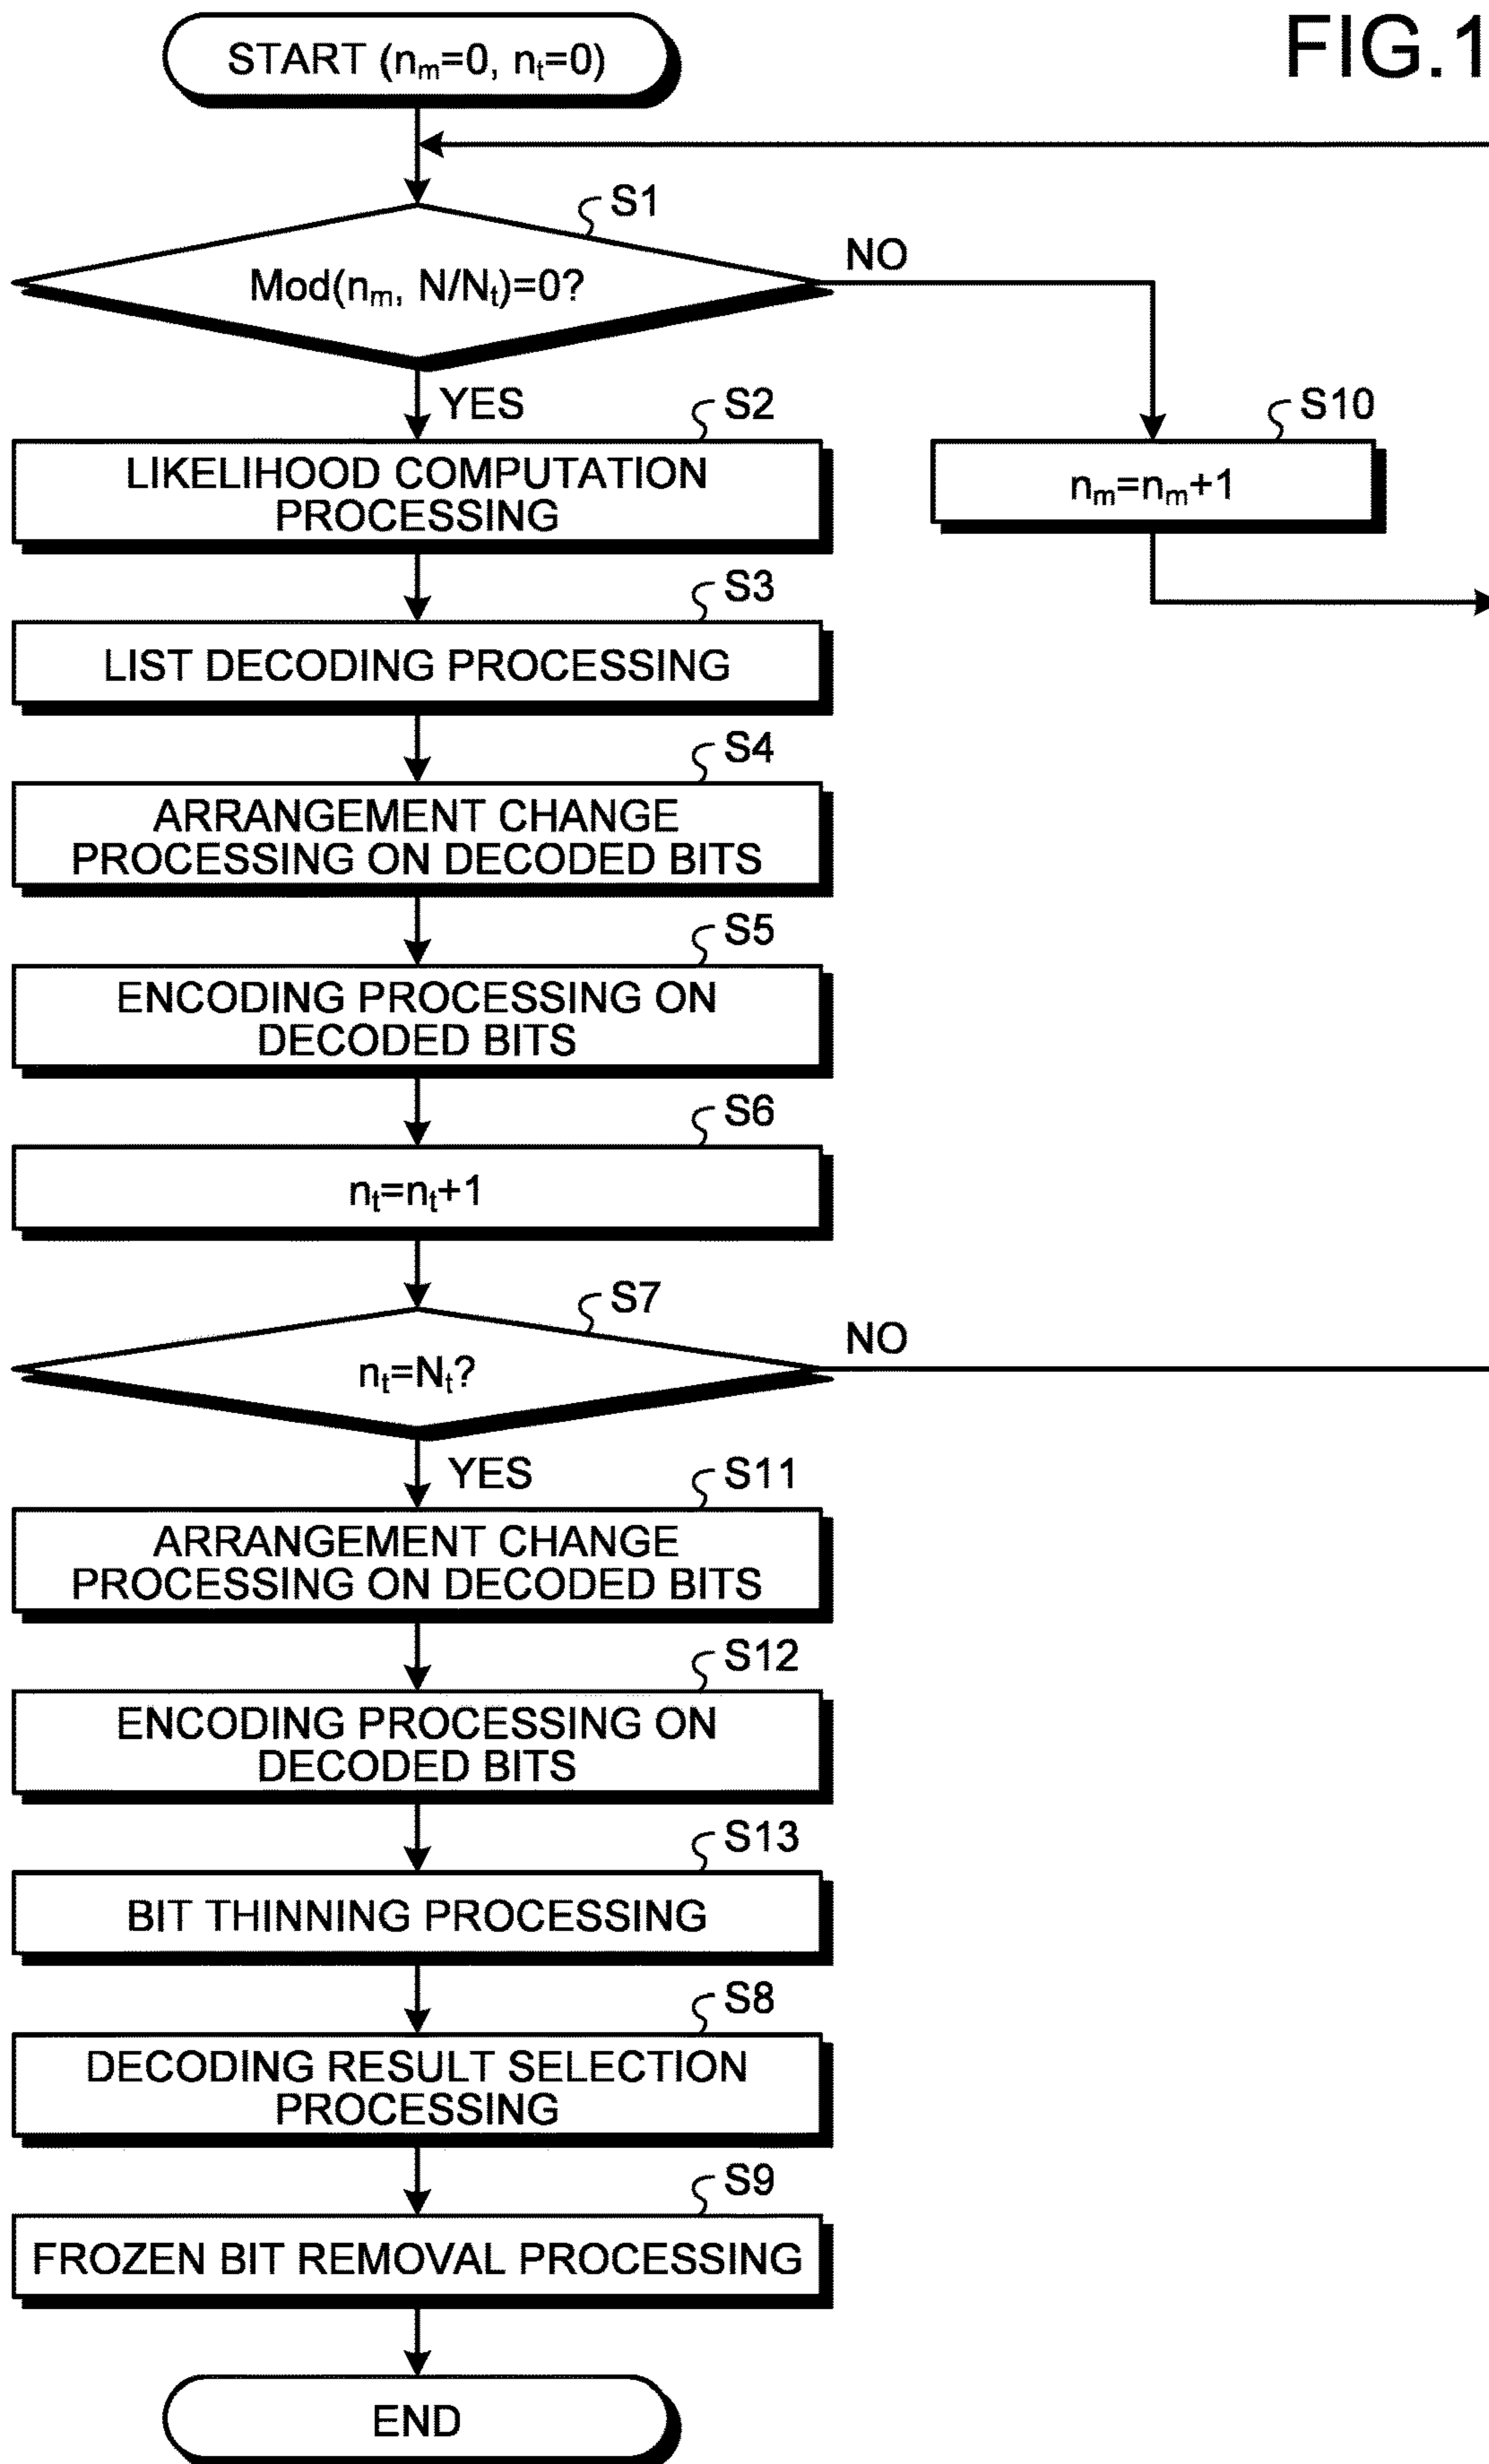 FIG.1
START (nₘ=0, nₜ=0)
S1
Mod(nₘ, N/Nₜ)=0?
NO
YES
S2
LIKELIHOOD COMPUTATION
PROCESSING
S10
nₘ=nₘ+1
S3
LIST DECODING PROCESSING
S4
ARRANGEMENT CHANGE
PROCESSING ON DECODED BITS
S5
ENCODING PROCESSING ON
DECODED BITS
S6
nₜ=nₜ+1
S7
nₜ=Nₜ?
NO
YES
S11
ARRANGEMENT CHANGE
PROCESSING ON DECODED BITS
S12
ENCODING PROCESSING ON
DECODED BITS
S13
BIT THINNING PROCESSING
S8
DECODING RESULT SELECTION
PROCESSING
S9
FROZEN BIT REMOVAL PROCESSING
END